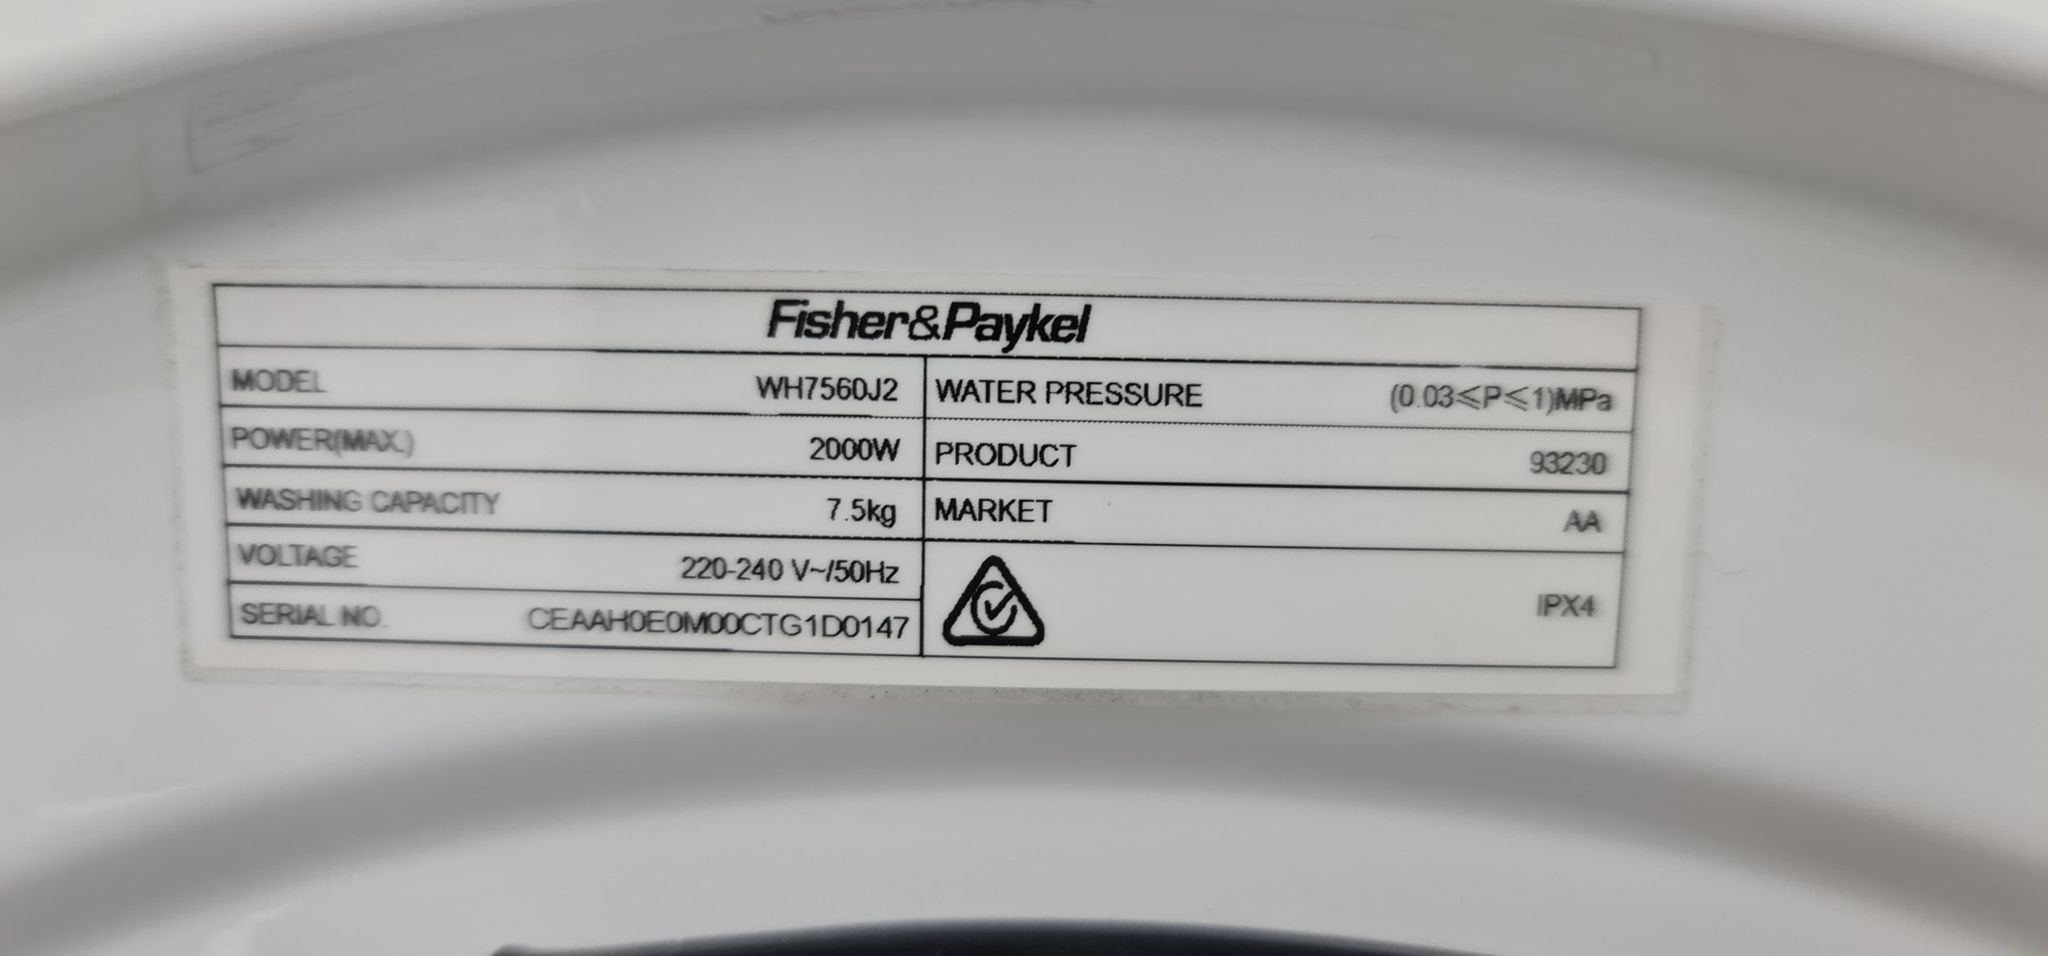 Fisher&Paykel
MODEL WH7560J2
POWER(MAX.) 2000W
WASHING CAPACITY 7.5kg
VOLTAGE 220-240 V~/50Hz
SERIAL NO. CEAAH0E0M00CTG1D0147
WATER PRESSURE (0.03≤P≤1)MPa
PRODUCT 93230
MARKET AA
IPX4